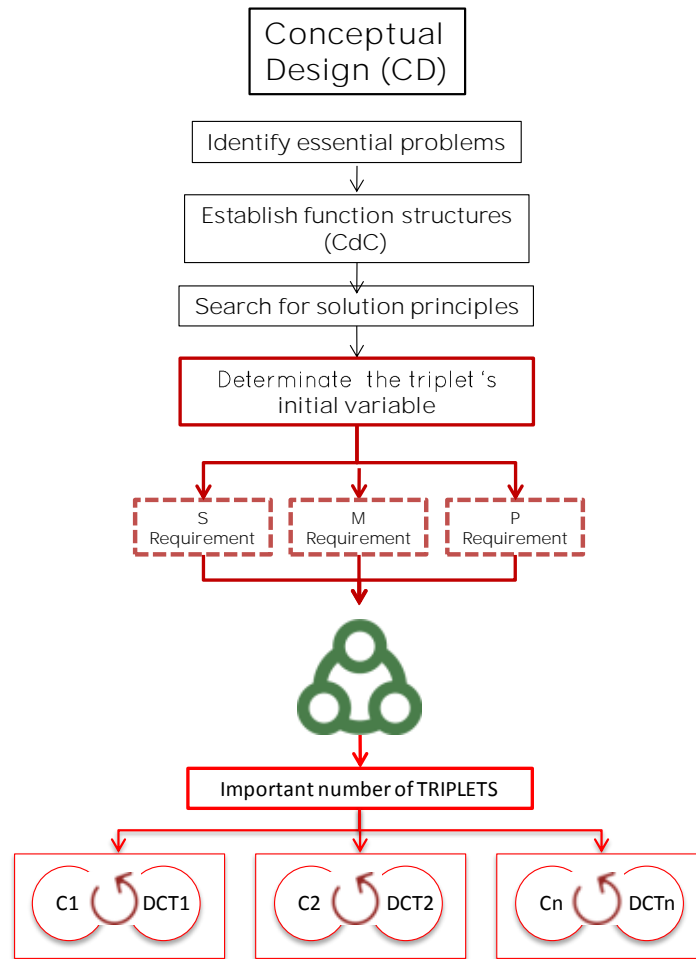 Conceptual
Design (CD)
Identify essential problems
Establish function structures
(CdC)
Search for solution principles
Determinate the triplet‘s
initial variable
S
Requirement
M
Requirement
P
Requirement
Important number of TRIPLETS
C1
DCT1
C2
DCT2
Cn
DCTn